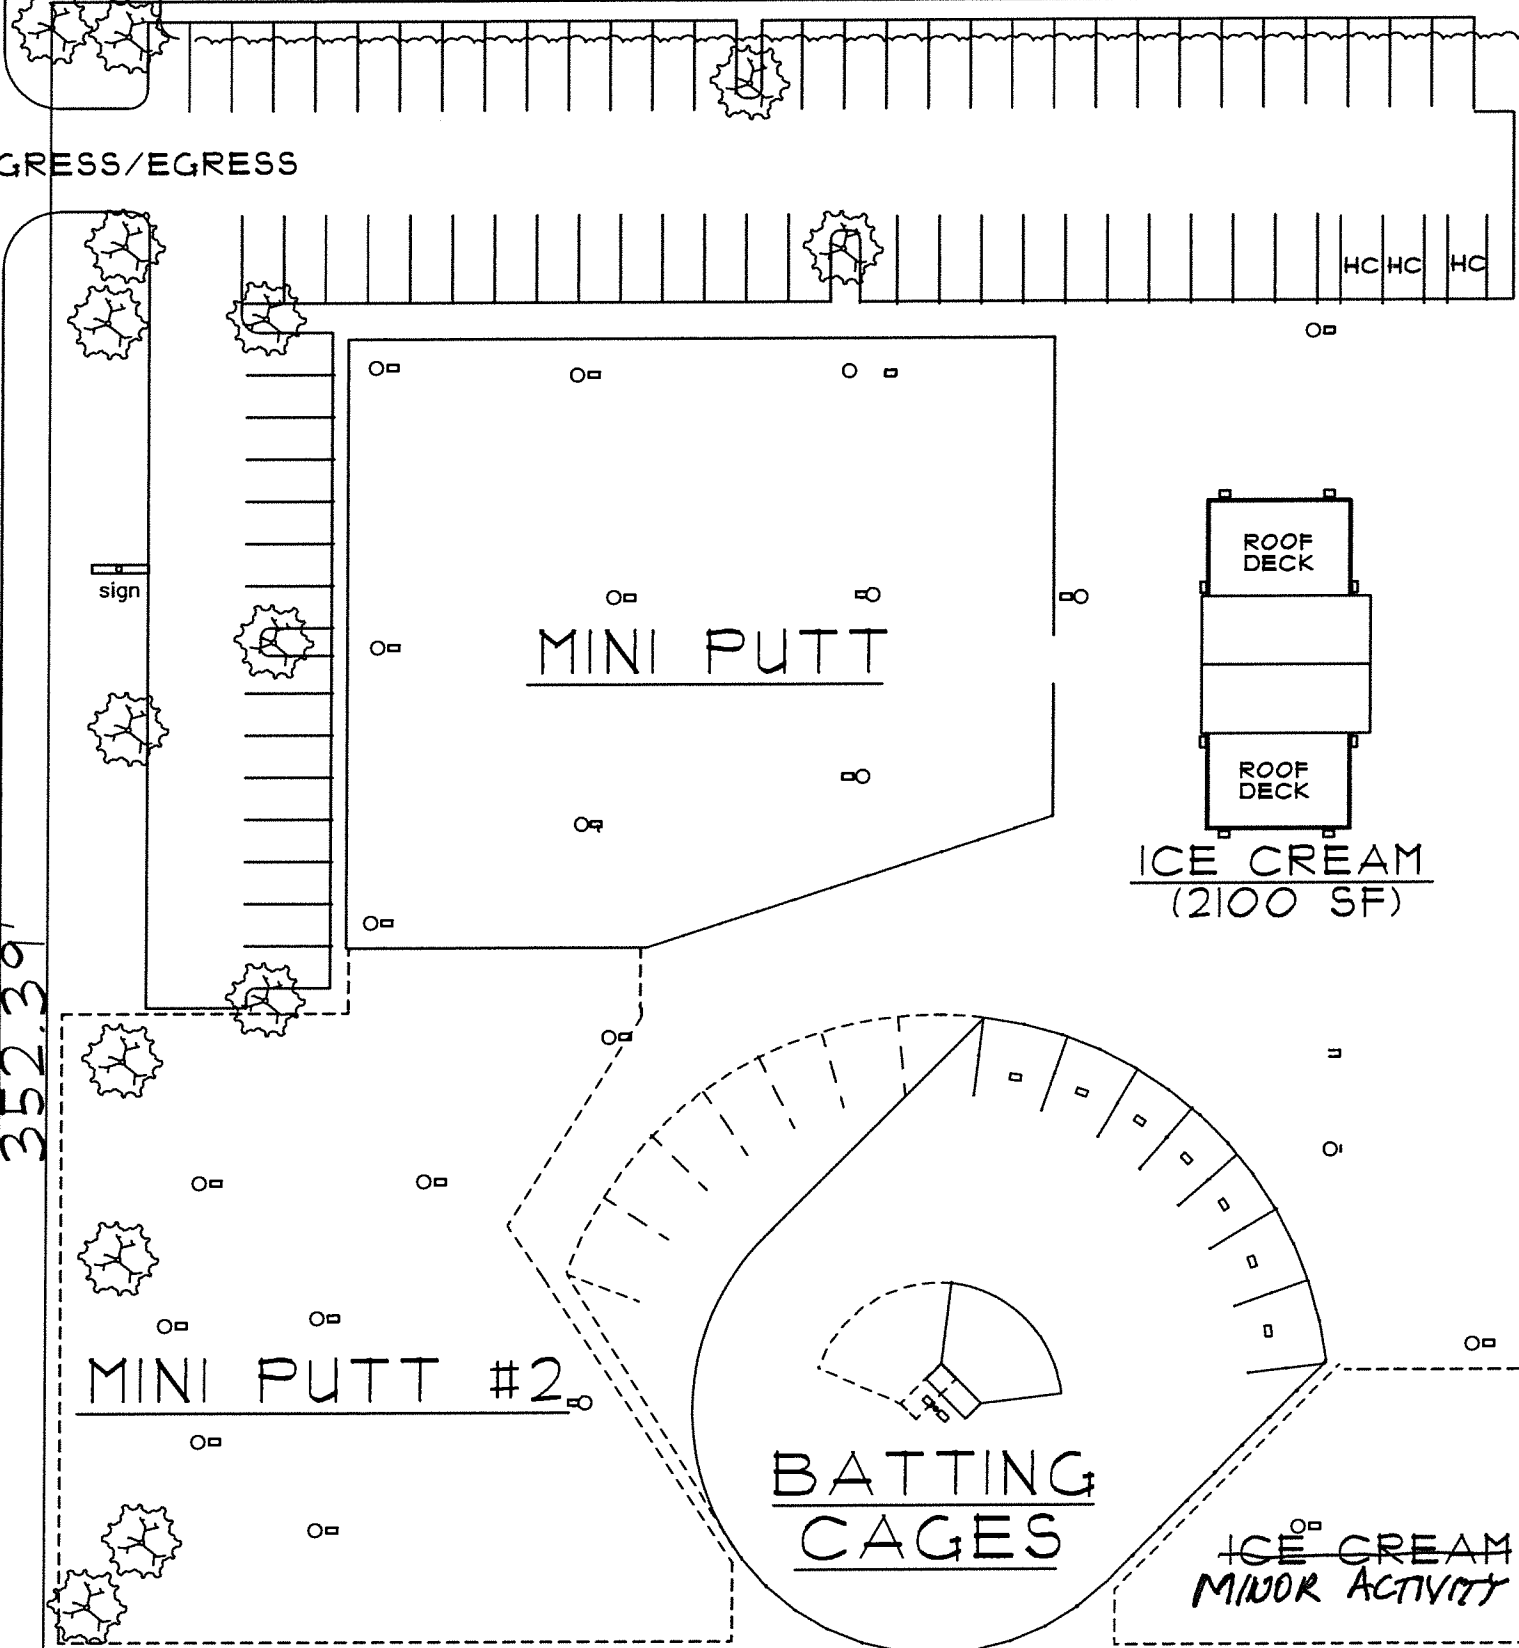 GRESS/EGRESS
HC HC HC
ROOF
DECK
sign
MINI PUTT
ROOF
DECK
ICE CREAM
(2100 SF)
352.39'
MINI PUTT #2
BATTING
CAGES
ICE CREAM
MINOR ACTIVITY